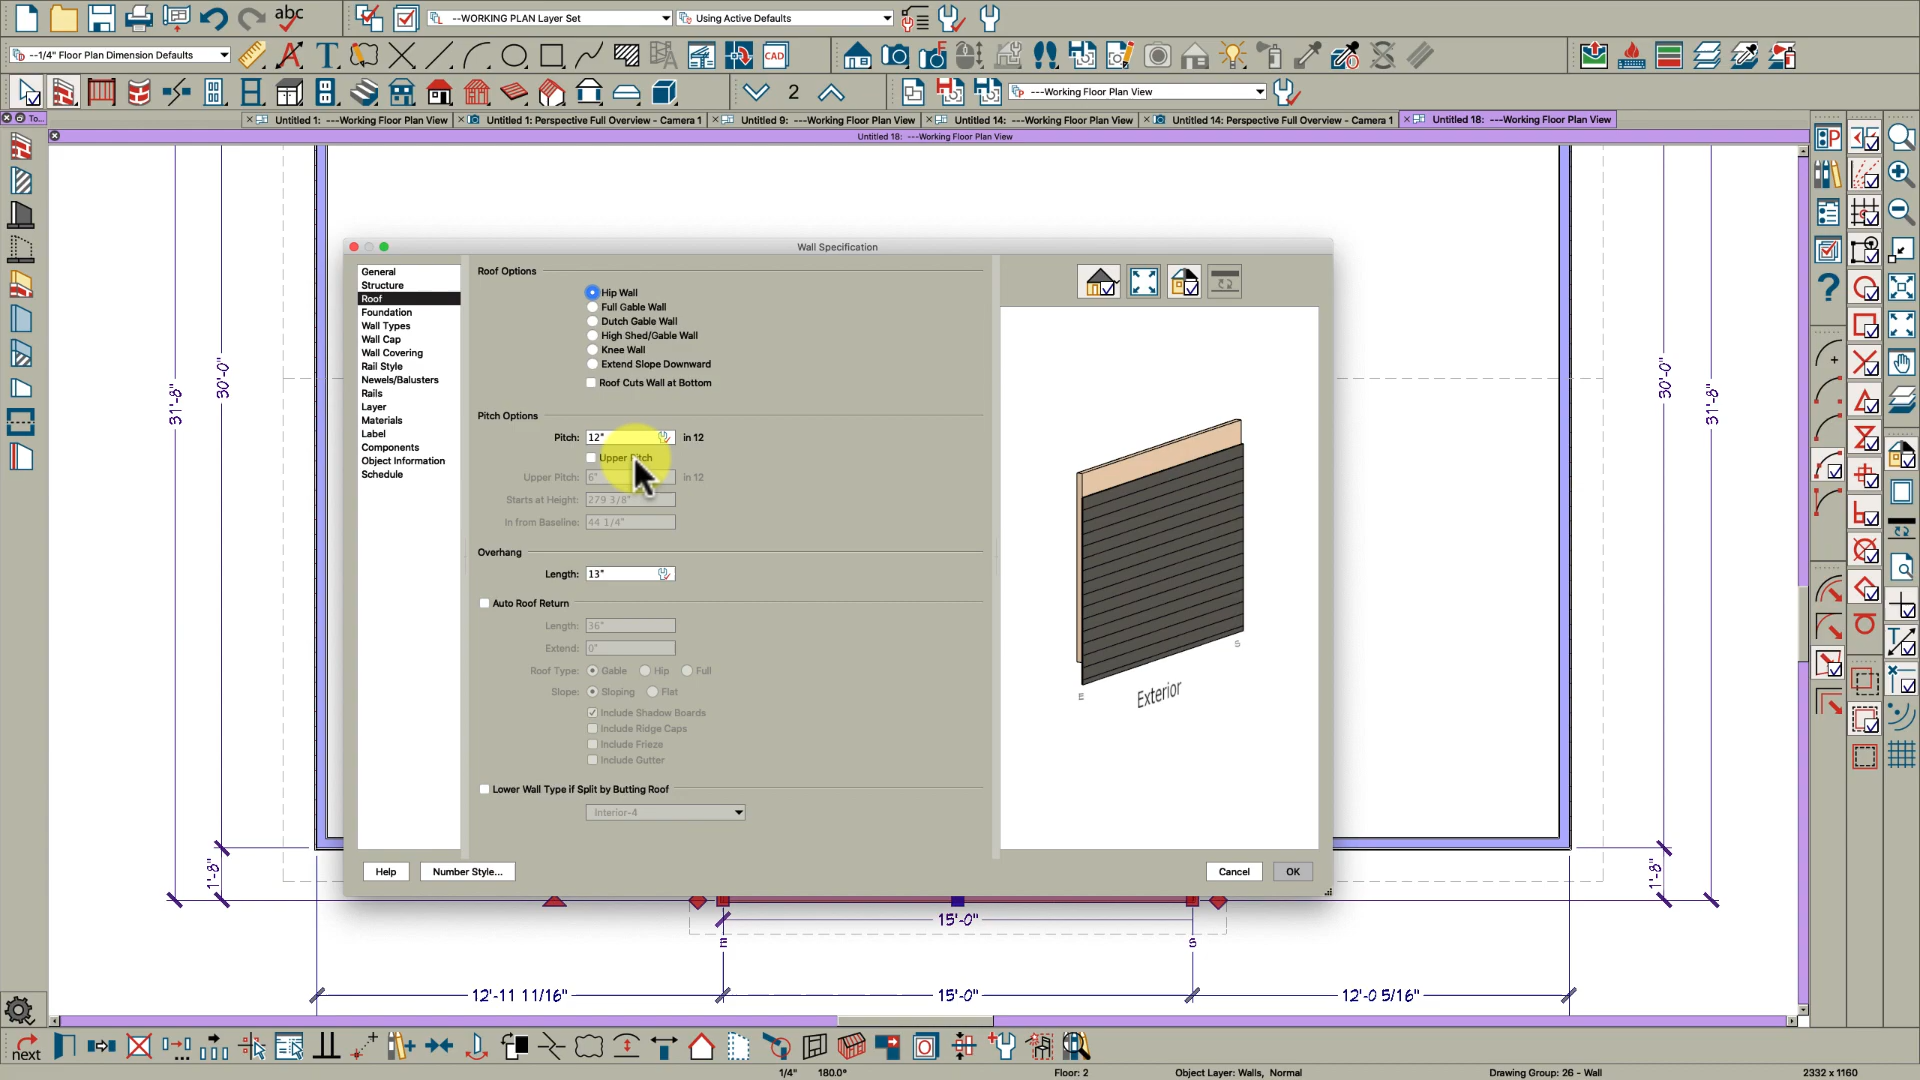 abc
--WORKING PLAN Layer Set
Using Active Defaults
--1/4" Floor Plan Dimension Defaults
T
CAD
2
---Working Floor Plan View
To...
Untitled 1: ---Working Floor Plan View
Untitled 1: Perspective Full Overview - Camera 1
Untitled 9: ---Working Floor Plan View
Untitled 14: ---Working Floor Plan View
Untitled 14: Perspective Full Overview - Camera 1
Untitled 18: ---Working Floor Plan View
Untitled 18: ---Working Floor Plan View
Wall Specification
General
Structure
Roof
Foundation
Wall Types
Wall Cap
Wall Covering
Rail Style
Newels/Balusters
Rails
Layer
Materials
Label
Components
Object Information
Schedule
Roof Options
Hip Wall
Full Gable Wall
Dutch Gable Wall
High Shed/Gable Wall
Knee Wall
Extend Slope Downward
Roof Cuts Wall at Bottom
Pitch Options
Pitch: 12" in 12
Upper Pitch
Upper Pitch: 6" in 12
Starts at Height: 279 3/8"
In from Baseline: 44 1/4"
Overhang
Length: 13"
Auto Roof Return
Length: 36"
Extend: 0"
Roof Type: Gable Hip Full
Slope: Sloping Flat
Include Shadow Boards
Include Ridge Caps
Include Frieze
Include Gutter
Lower Wall Type if Split by Butting Roof
Interior-4
Help
Number Style...
Cancel
OK
E
S
Exterior
31'-8"
30'-0"
1'-8"
30'-0"
31'-8"
1'-8"
15'-0"
E
S
12'-11 11/16"
15'-0"
12'-0 5/16"
next
1/4"
180.0°
Floor: 2
Object Layer: Walls, Normal
Drawing Group: 26 - Wall
2332 x 1160